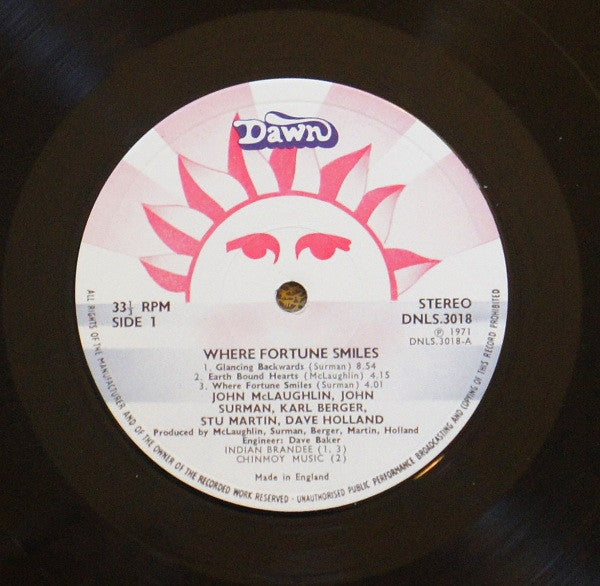 Dawn
33⅓ RPM
SIDE 1
STEREO
DNLS.3018
Ⓟ 1971
DNLS.3018-A
WHERE FORTUNE SMILES
1. Glancing Backwards (Surman) 8.54
2. Earth Bound Hearts (McLaughlin) 4.15
3. Where Fortune Smiles (Surman) 4.01
JOHN McLAUGHLIN, JOHN
SURMAN, KARL BERGER,
STU MARTIN, DAVE HOLLAND
Produced by McLaughlin, Surman, Berger, Martin, Holland
Engineer: Dave Baker
INDIAN BRANDEE (1, 3)
CHINMOY MUSIC (2)
Made in England
ALL RIGHTS OF THE MANUFACTURER AND OF THE OWNER OF THE RECORDED WORK RESERVED - UNAUTHORISED PUBLIC PERFORMANCE BROADCASTING AND COPYING OF THIS RECORD PROHIBITED